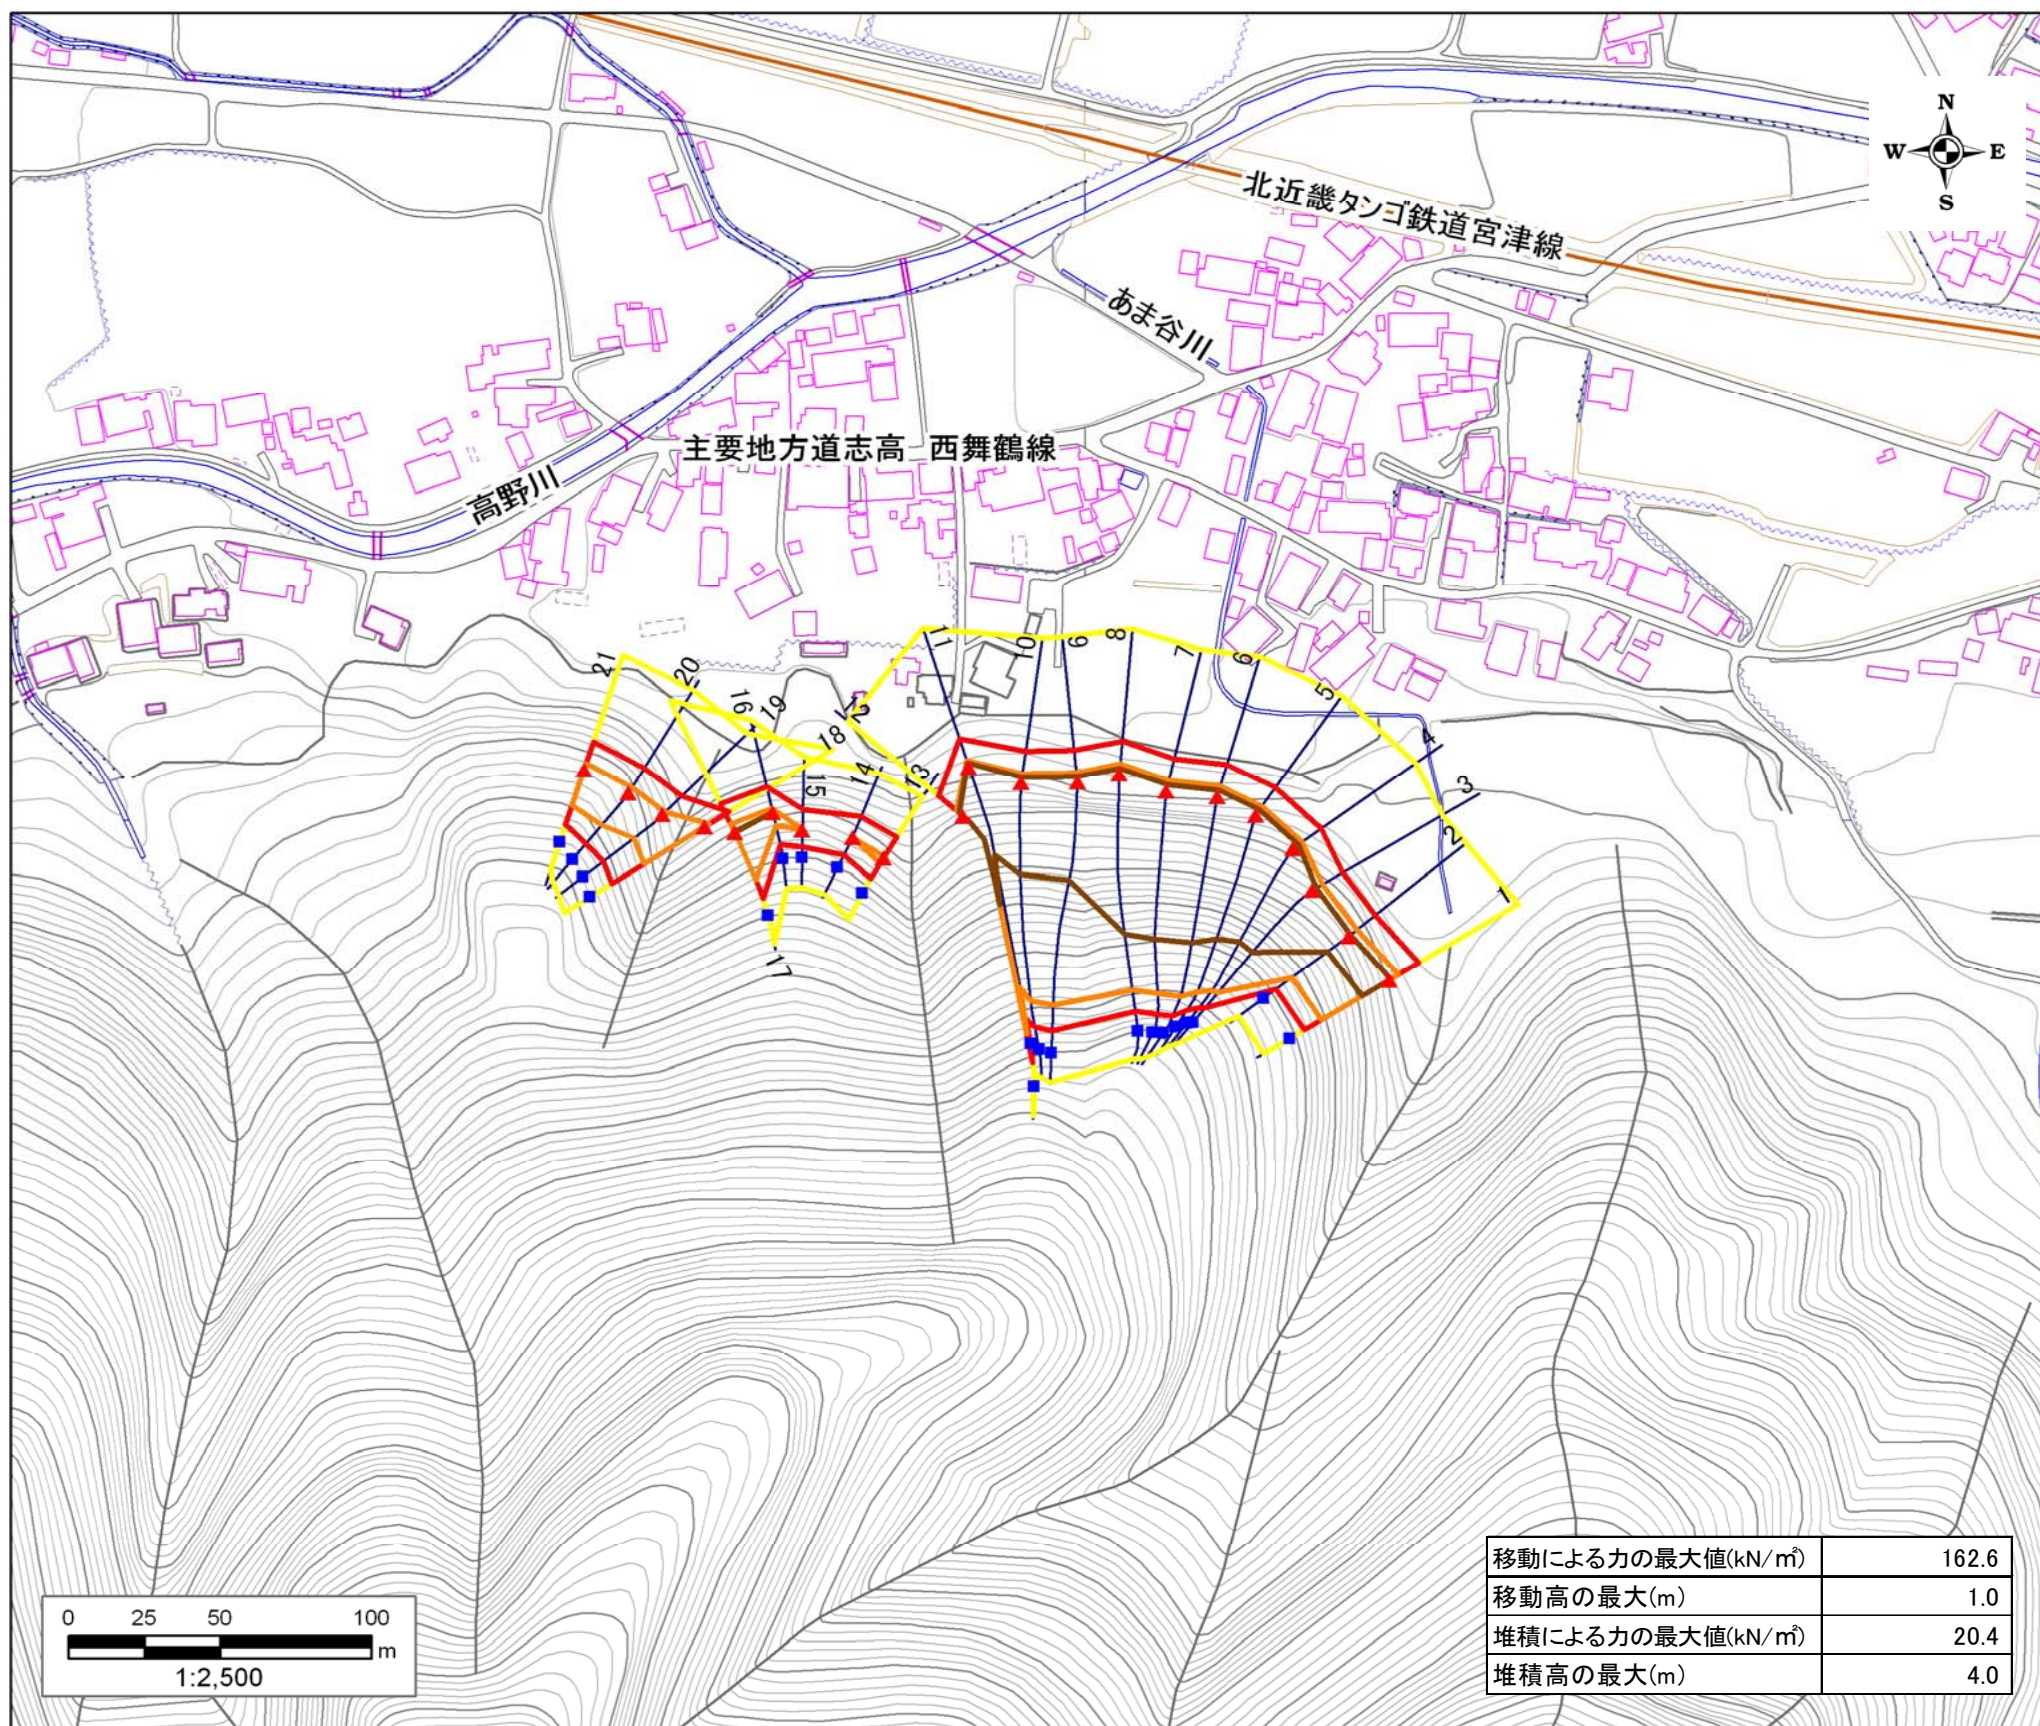 N
W E
S
北近畿タンゴ鉄道宮津線
あま谷川
主要地方道志高 西舞鶴線
高野川
21
20
16
19
18
12
11
10
9
8
7
6
5
4
3
2
1
13
14
15
17
移動による力の最大値(kN/㎡) 162.6
移動高の最大(m) 1.0
堆積による力の最大値(kN/㎡) 20.4
堆積高の最大(m) 4.0
0 25 50 100
m
1:2,500